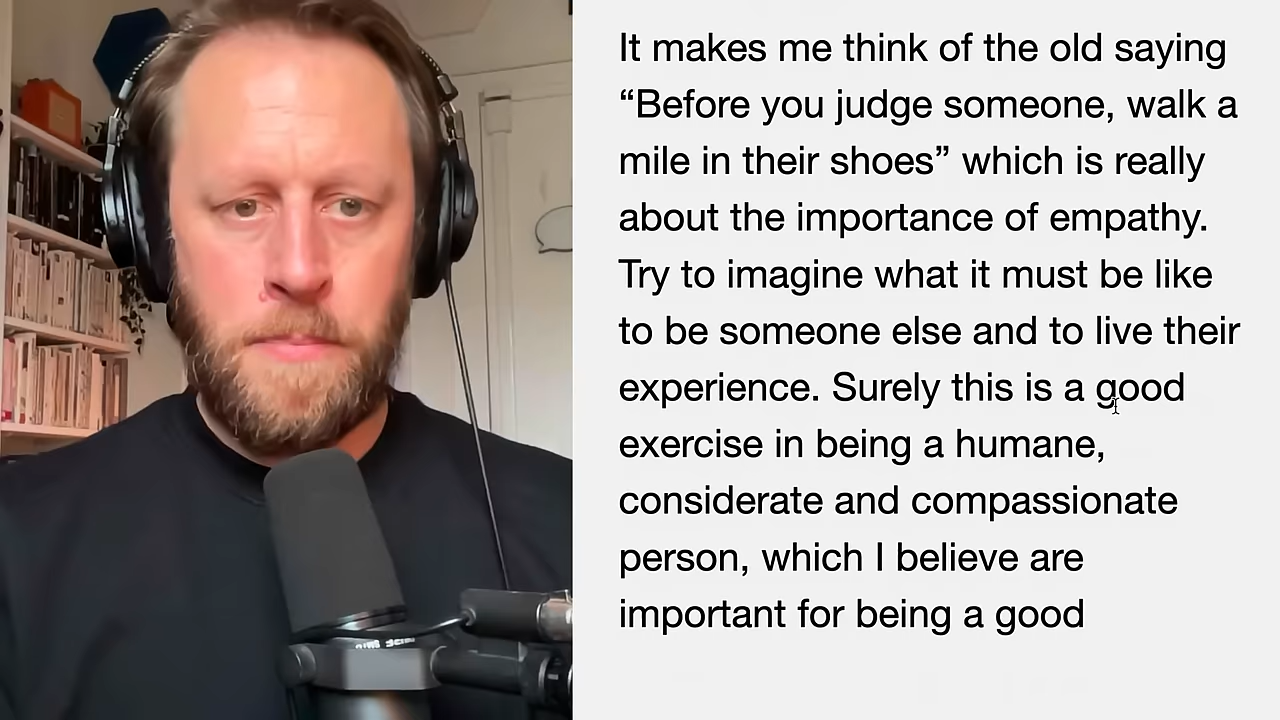 It makes me think of the old saying
“Before you judge someone, walk a
mile in their shoes” which is really
about the importance of empathy.
Try to imagine what it must be like
to be someone else and to live their
experience. Surely this is a good
exercise in being a humane,
considerate and compassionate
person, which I believe are
important for being a good